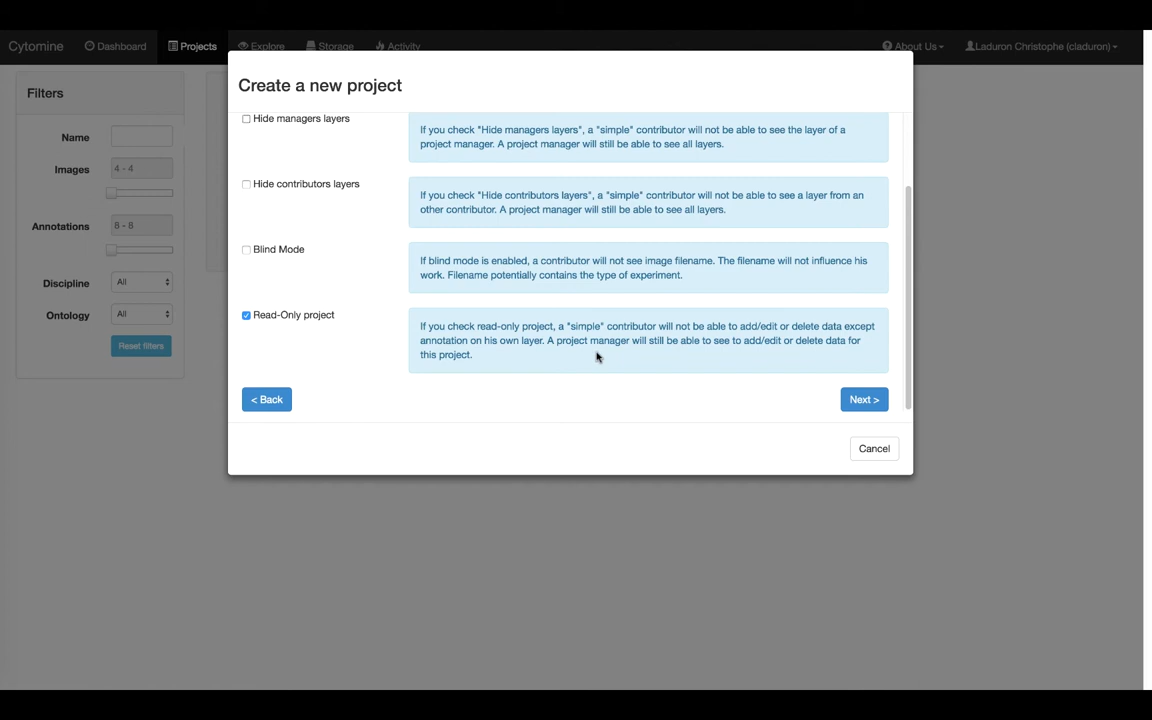 Cytomine Dashboard Projects Explore Storage Activity About Us Laduron Christophe (claduron)
Create a new project
Filters
Name
Images 4 - 4
Annotations 8 - 8
Discipline All
Ontology All
Reset filters
Hide managers layers
If you check "Hide managers layers", a "simple" contributor will not be able to see the layer of a
project manager. A project manager will still be able to see all layers.
Hide contributors layers
If you check "Hide contributors layers", a "simple" contributor will not be able to see a layer from an
other contributor. A project manager will still be able to see all layers.
Blind Mode
If blind mode is enabled, a contributor will not see image filename. The filename will not influence his
work. Filename potentially contains the type of experiment.
Read-Only project
If you check read-only project, a "simple" contributor will not be able to add/edit or delete data except
annotation on his own layer. A project manager will still be able to see to add/edit or delete data for
this project.
< Back
Next >
Cancel